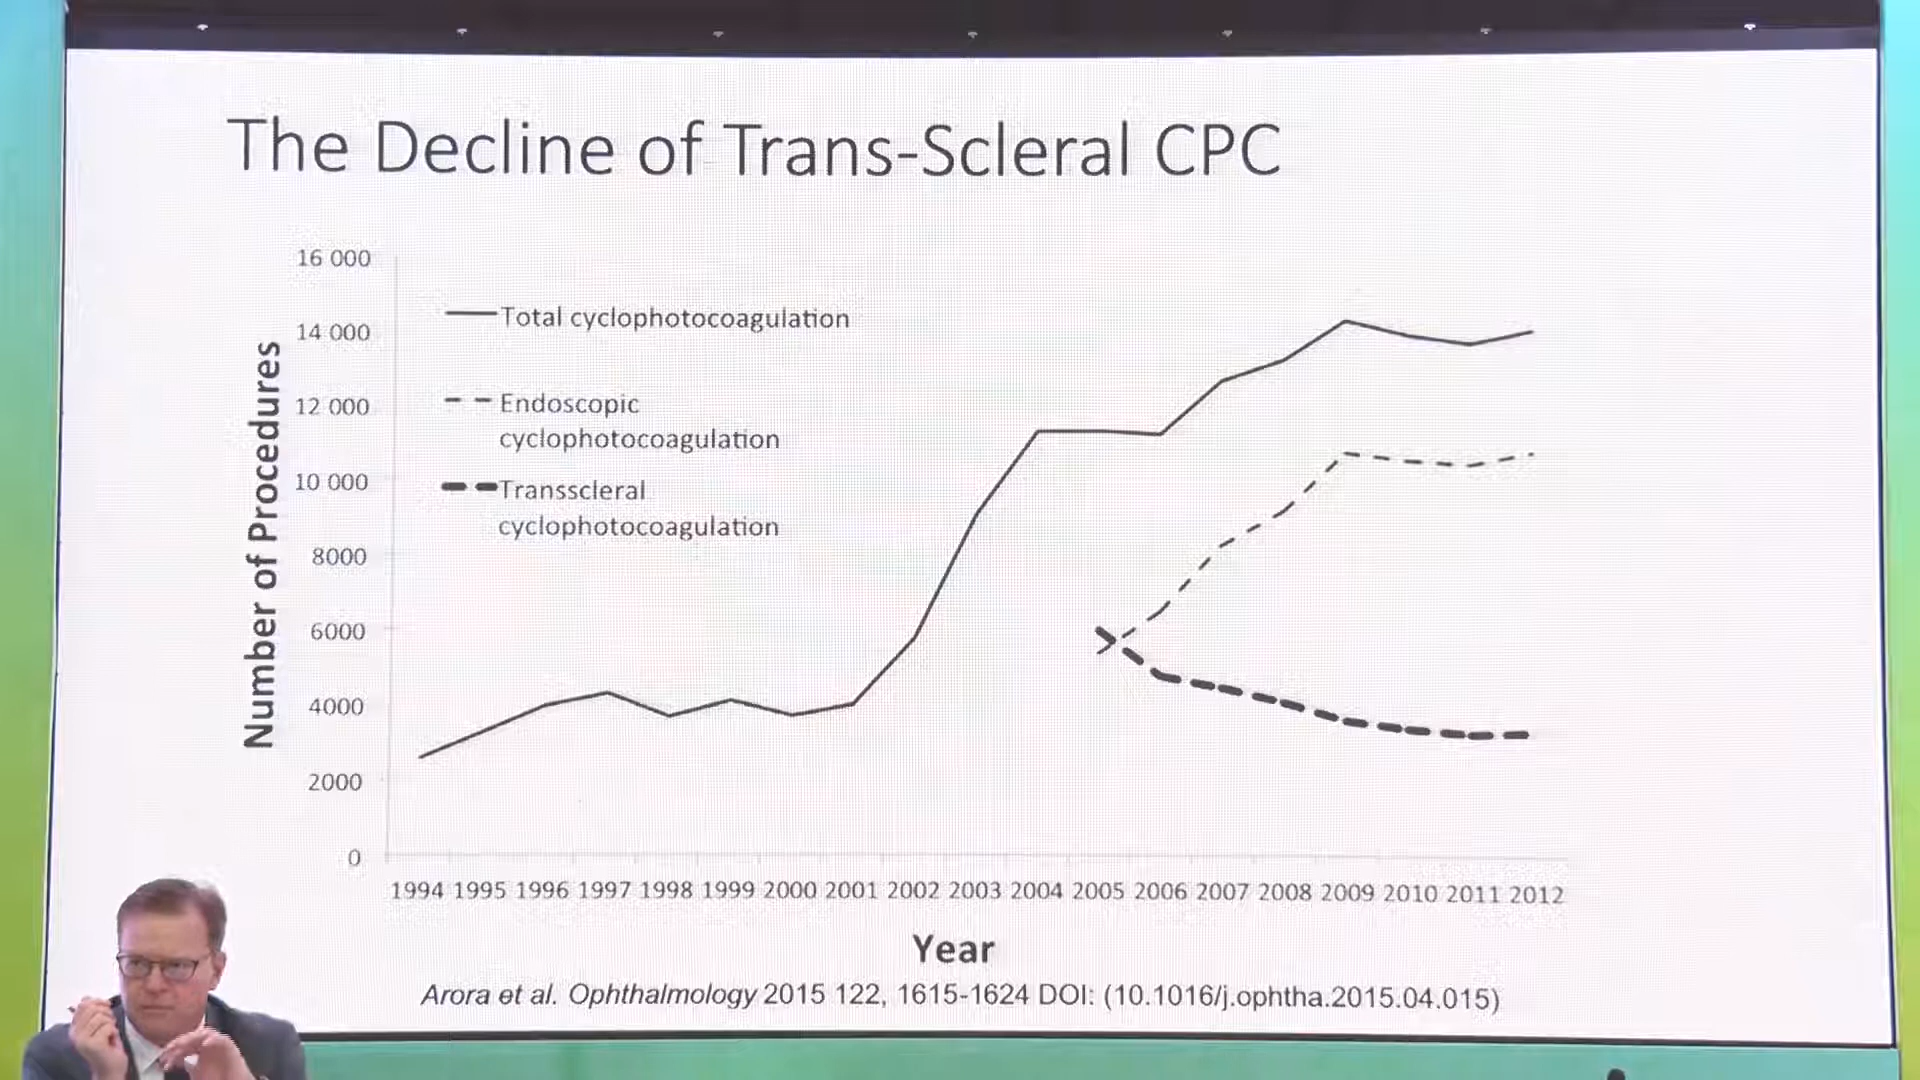 The Decline of Trans-Scleral CPC
16 000
14 000
12 000
10 000
8000
6000
4000
2000
0
Number of Procedures
Total cyclophotocoagulation
Endoscopic
cyclophotocoagulation
Transscleral
cyclophotocoagulation
1994 1995 1996 1997 1998 1999 2000 2001 2002 2003 2004 2005 2006 2007 2008 2009 2010 2011 2012
Year
Arora et al. Ophthalmology 2015 122, 1615-1624 DOI: (10.1016/j.ophtha.2015.04.015)